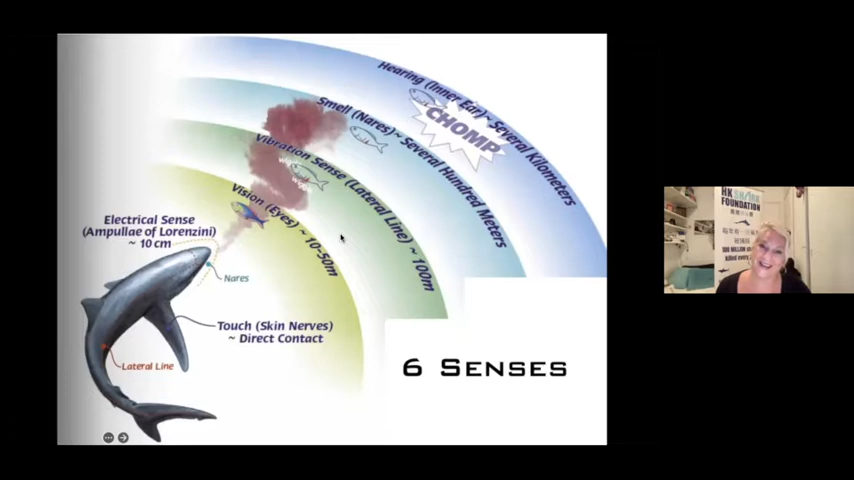 Hearing (Inner Ear)~ Several Kilometers
CHOMP
Smell (Nares)~ Several Hundred Meters
Vibration Sense (Lateral Line) ~ 100m
Vision (Eyes) ~ 10-50m
Electrical Sense
(Ampullae of Lorenzini)
~ 10 cm
Nares
Touch (Skin Nerves)
~ Direct Contact
Lateral Line
6 SENSES
HK SHARK
FOUNDATION